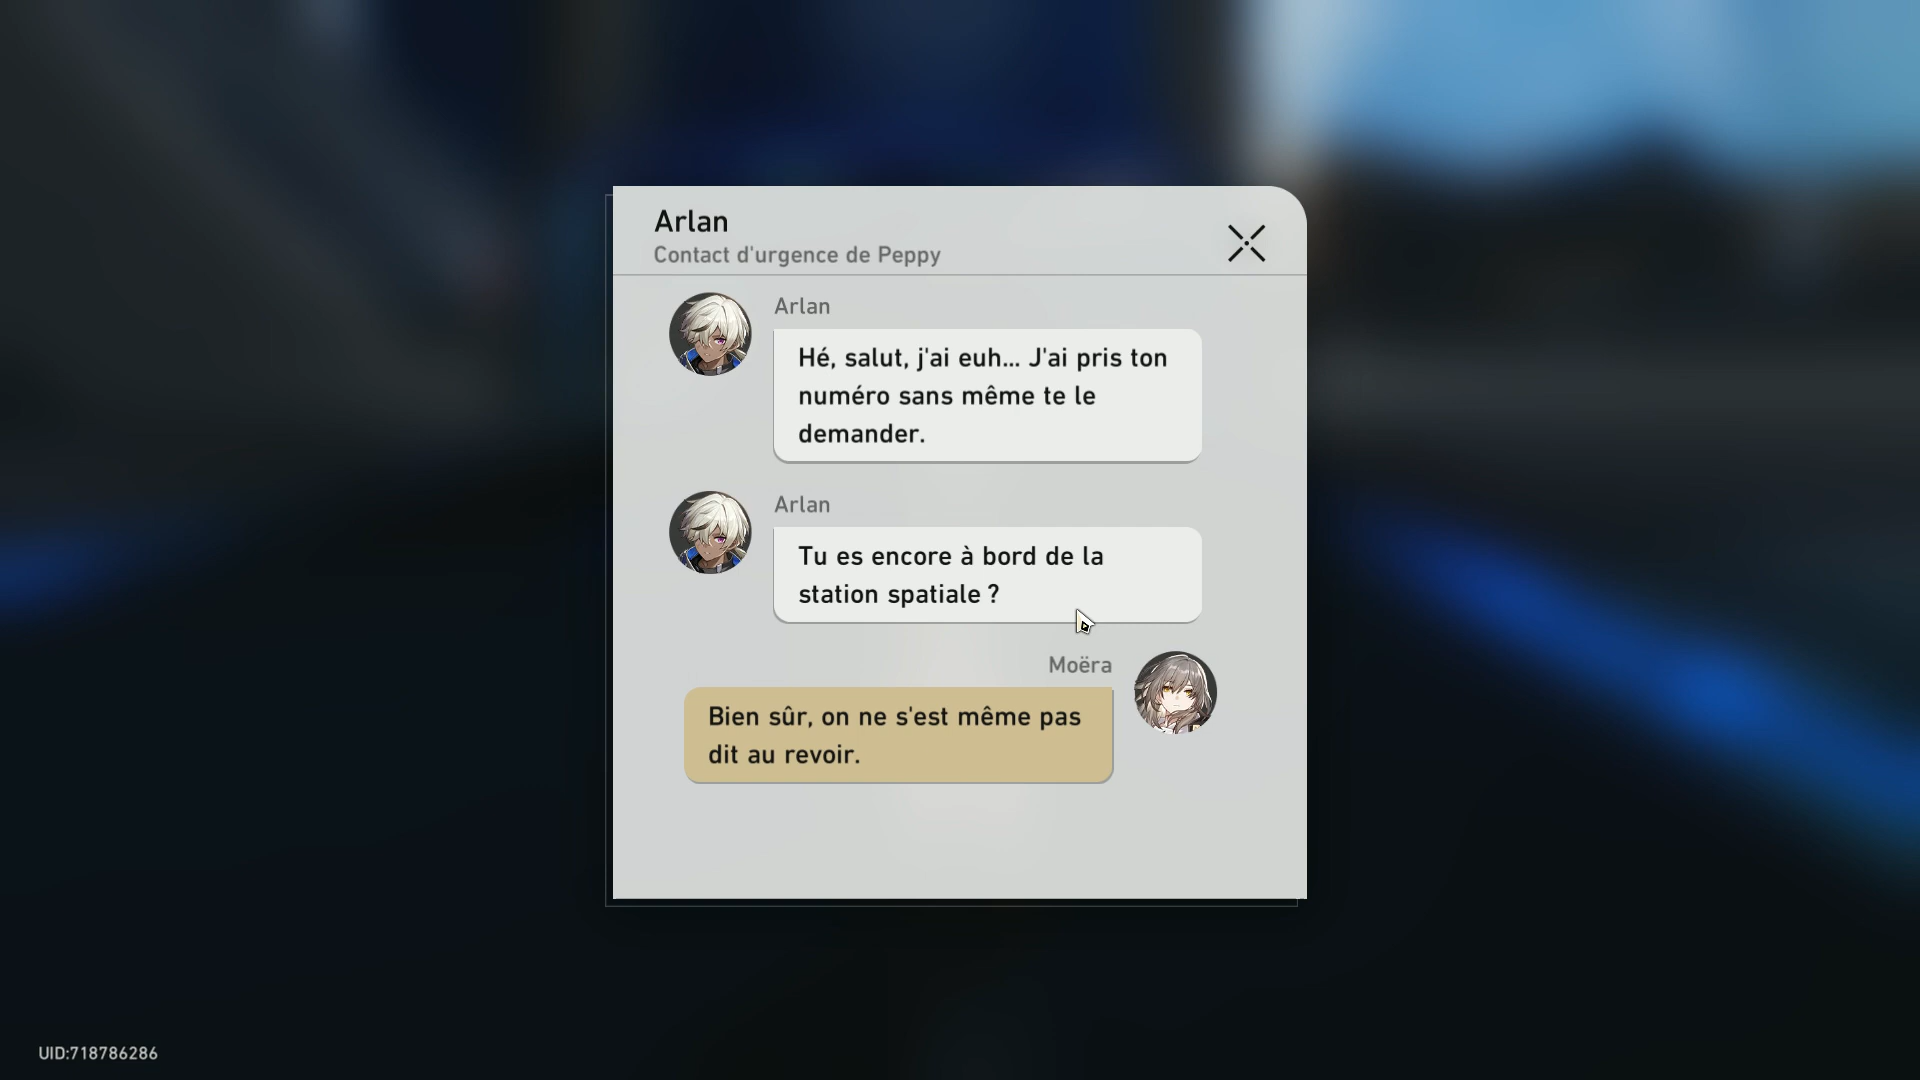 Arlan
Contact d'urgence de Peppy
Arlan
Hé, salut, j'ai euh... J'ai pris ton
numéro sans même te le
demander.
Arlan
Tu es encore à bord de la
station spatiale ?
Moëra
Bien sûr, on ne s'est même pas
dit au revoir.
UID:718786286